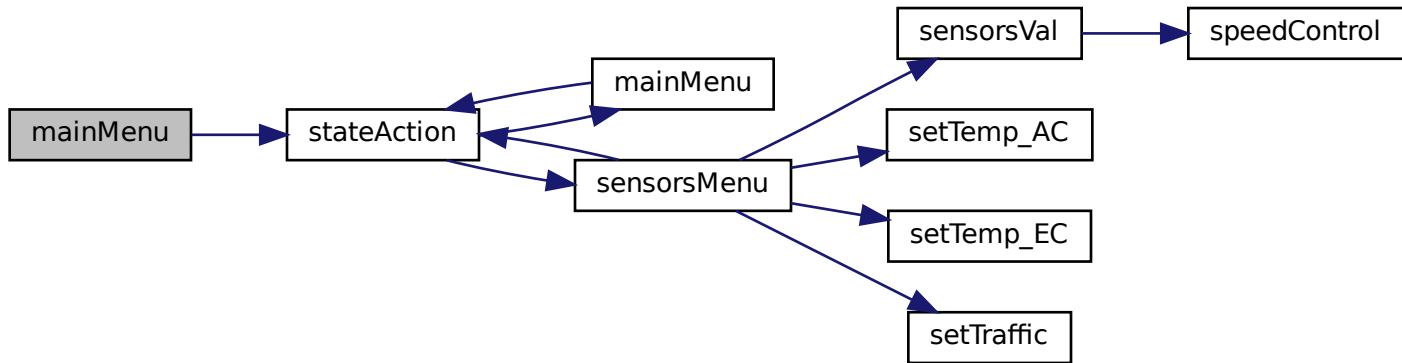 mainMenu
stateAction
mainMenu
sensorsMenu
sensorsVal
speedControl
setTemp_AC
setTemp_EC
setTraffic